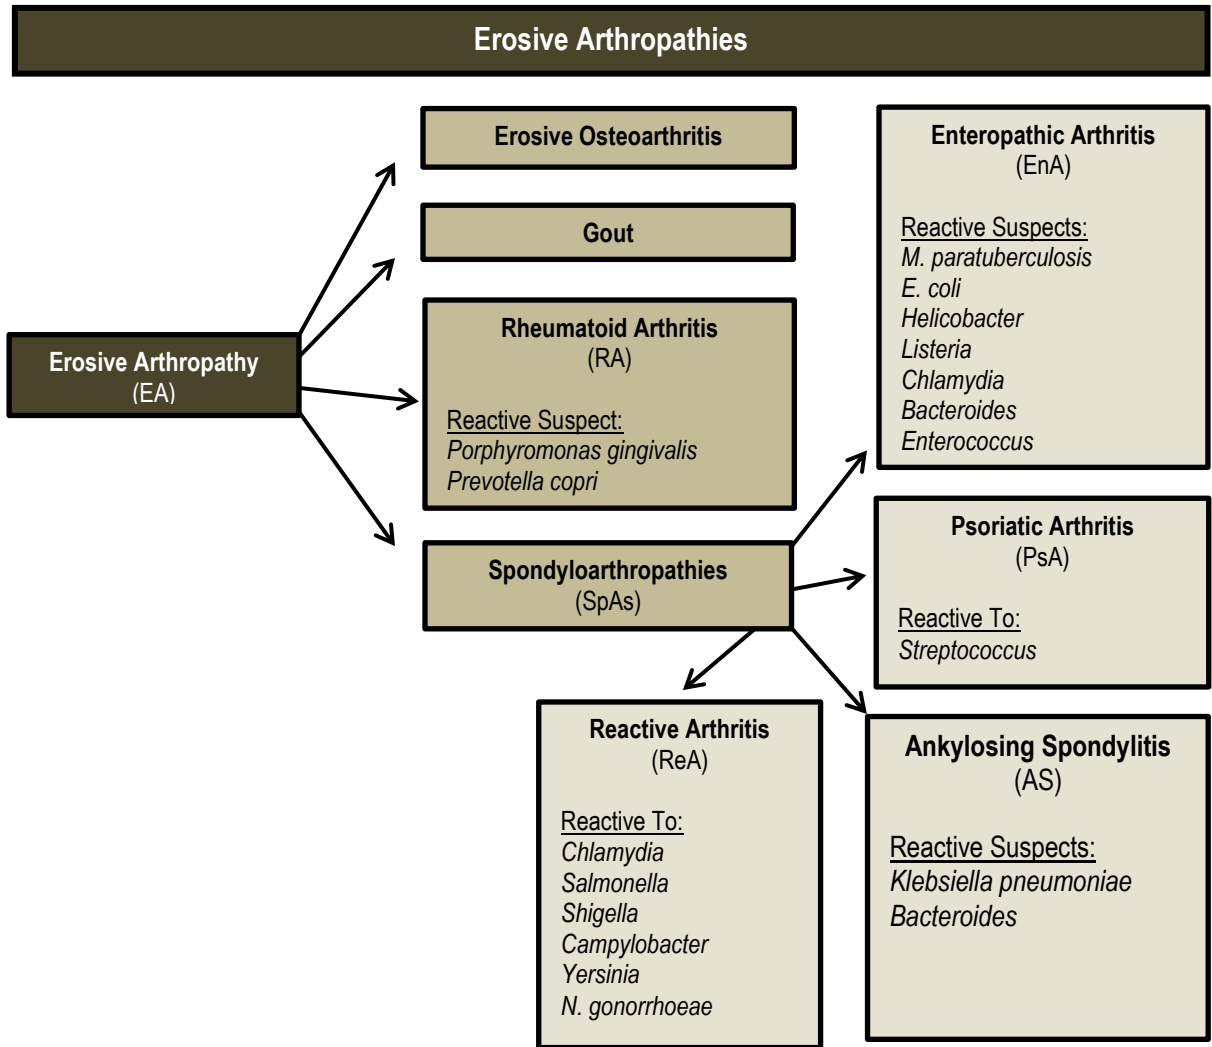 Erosive Arthropathies
Erosive Osteoarthritis
Gout
Erosive Arthropathy
(EA)
Rheumatoid Arthritis
(RA)
Reactive Suspect:
Porphyromonas gingivalis
Prevotella copri
Spondyloarthropathies
(SpAs)
Enteropathic Arthritis
(EnA)
Reactive Suspects:
M. paratuberculosis
E. coli
Helicobacter
Listeria
Chlamydia
Bacteroides
Enterococcus
Psoriatic Arthritis
(PsA)
Reactive To:
Streptococcus
Reactive Arthritis
(ReA)
Reactive To:
Chlamydia
Salmonella
Shigella
Campylobacter
Yersinia
N. gonorrhoeae
Ankylosing Spondylitis
(AS)
Reactive Suspects:
Klebsiella pneumoniae
Bacteroides